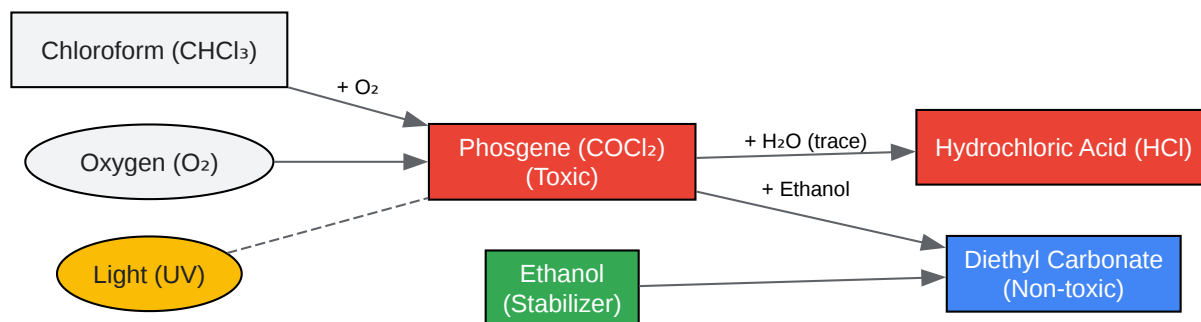 Chloroform (CHCl₃)
+ O₂
Oxygen (O₂)
Light (UV)
Phosgene (COCl₂)
(Toxic)
+ H₂O (trace)
+ Ethanol
Hydrochloric Acid (HCl)
Ethanol
(Stabilizer)
Diethyl Carbonate
(Non-toxic)